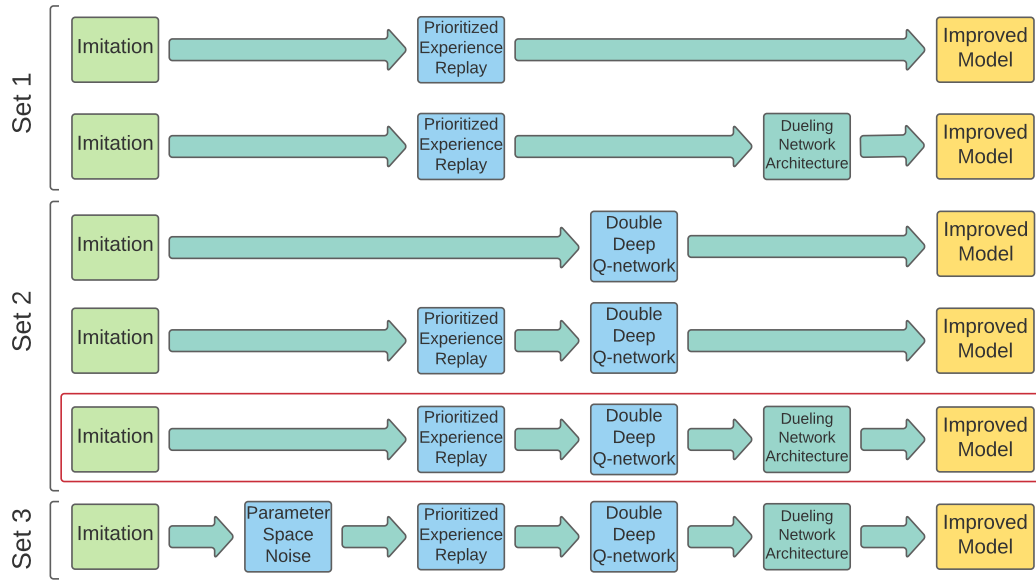 Set 1
Imitation
Prioritized
Experience
Replay
Improved
Model
Imitation
Prioritized
Experience
Replay
Dueling
Network
Architecture
Improved
Model
Set 2
Imitation
Double
Deep
Q-network
Improved
Model
Imitation
Prioritized
Experience
Replay
Double
Deep
Q-network
Improved
Model
Imitation
Prioritized
Experience
Replay
Double
Deep
Q-network
Dueling
Network
Architecture
Improved
Model
Set 3
Imitation
Parameter
Space
Noise
Prioritized
Experience
Replay
Double
Deep
Q-network
Dueling
Network
Architecture
Improved
Model